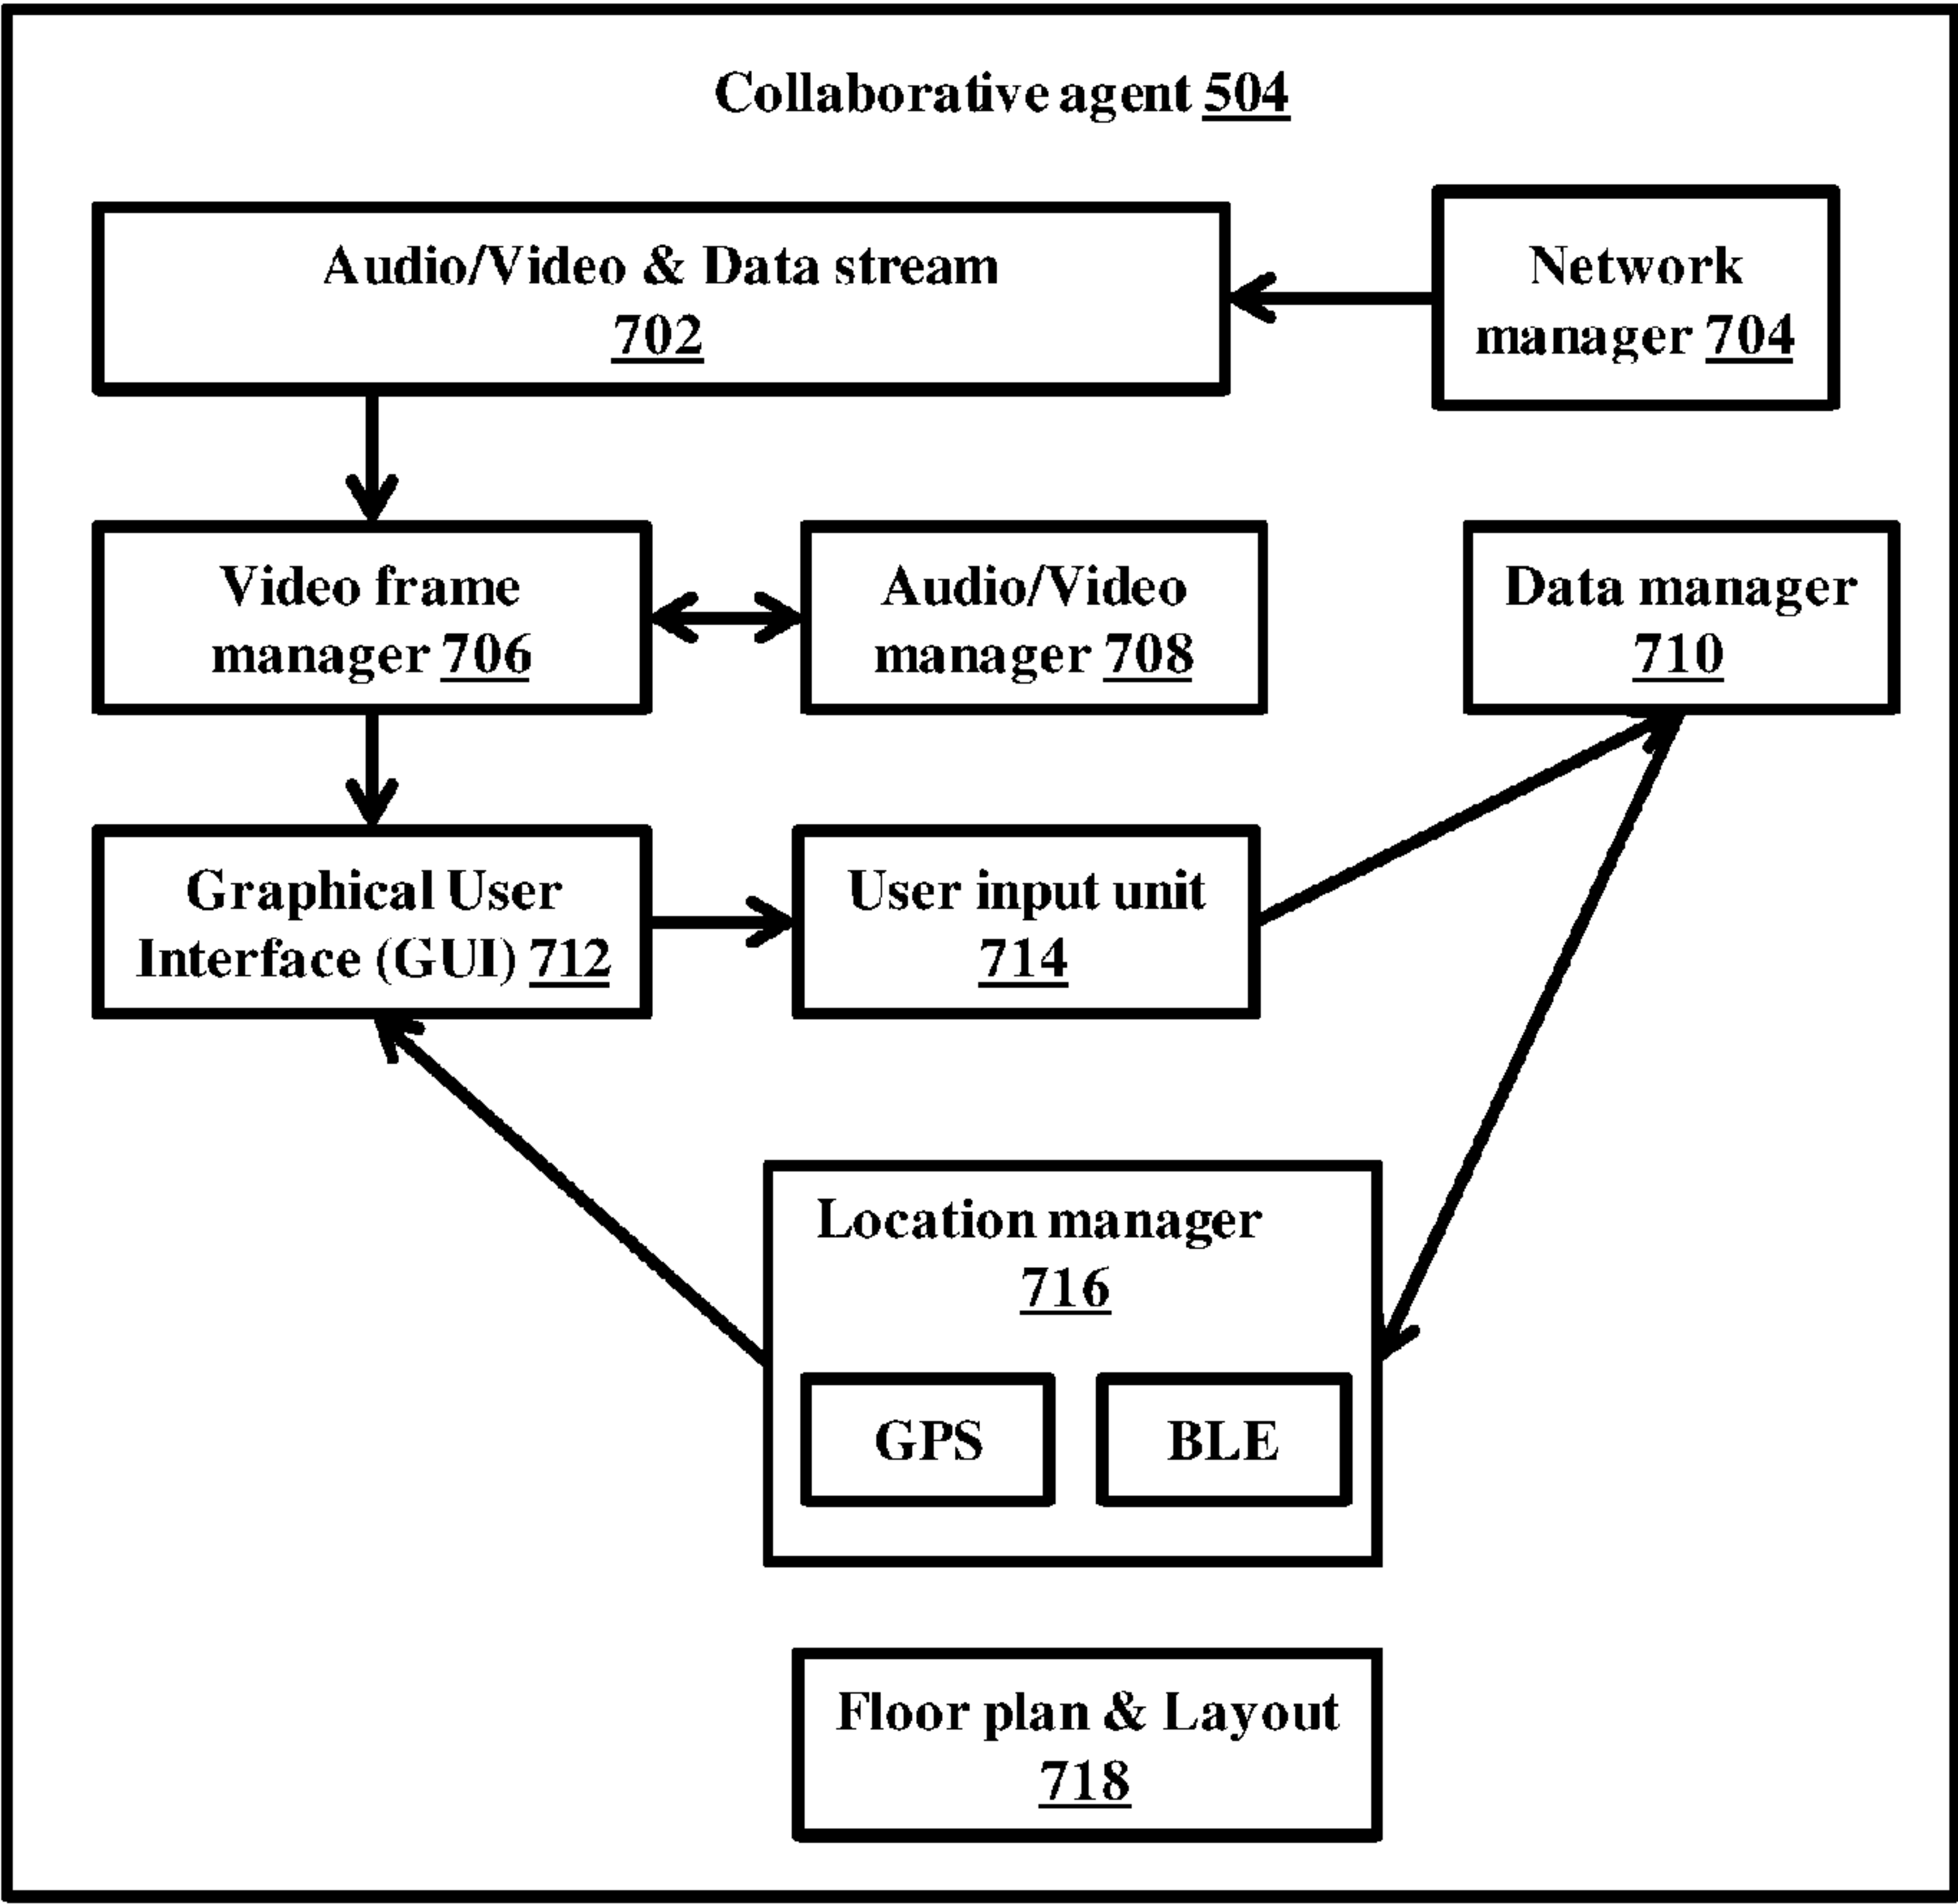 Collaborative agent 504
Audio/Video & Data stream
702
Network
manager 704
Video frame
manager 706
Audio/Video
manager 708
Data manager
710
Graphical User
Interface (GUI) 712
User input unit
714
Location manager
716
GPS
BLE
Floor plan & Layout
718